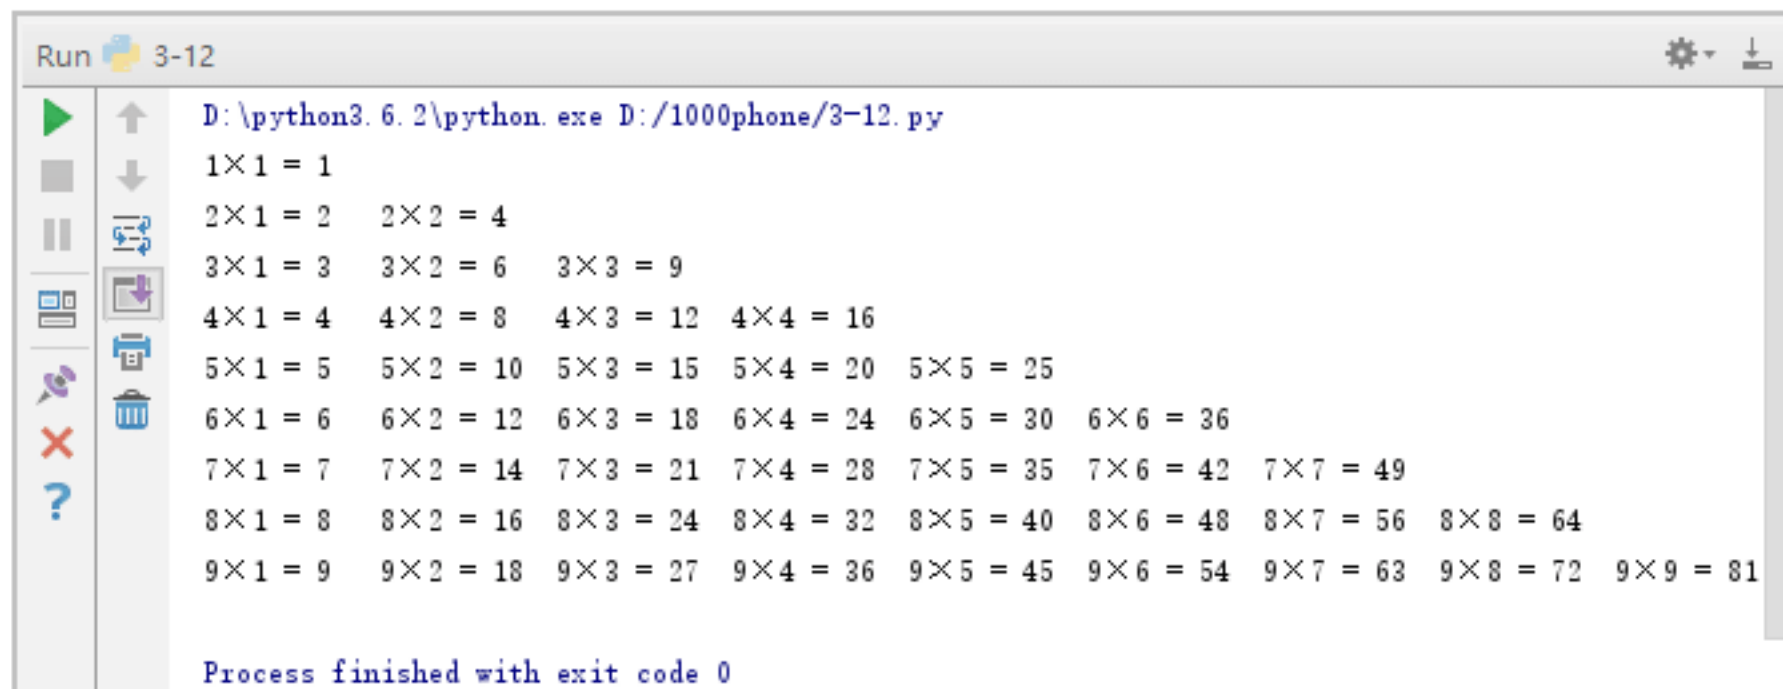 Run 3-12
D:\python3.6.2\python.exe D:/1000phone/3-12.py
1×1 = 1
2×1 = 2 2×2 = 4
3×1 = 3 3×2 = 6 3×3 = 9
4×1 = 4 4×2 = 8 4×3 = 12 4×4 = 16
5×1 = 5 5×2 = 10 5×3 = 15 5×4 = 20 5×5 = 25
6×1 = 6 6×2 = 12 6×3 = 18 6×4 = 24 6×5 = 30 6×6 = 36
7×1 = 7 7×2 = 14 7×3 = 21 7×4 = 28 7×5 = 35 7×6 = 42 7×7 = 49
8×1 = 8 8×2 = 16 8×3 = 24 8×4 = 32 8×5 = 40 8×6 = 48 8×7 = 56 8×8 = 64
9×1 = 9 9×2 = 18 9×3 = 27 9×4 = 36 9×5 = 45 9×6 = 54 9×7 = 63 9×8 = 72 9×9 = 81
Process finished with exit code 0